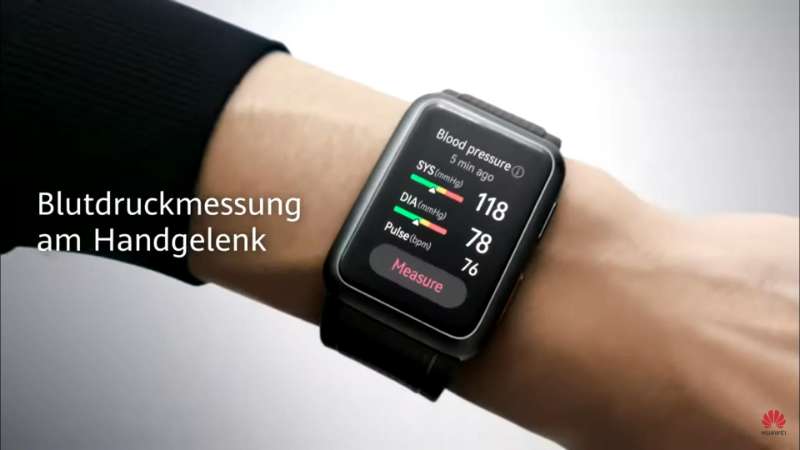 Blutdruckmessung
am Handgelenk
Blood pressure
5 min ago
SYS(mmHg)
118
DIA(mmHg)
78
Pulse(bpm)
76
Measure
HUAWEI